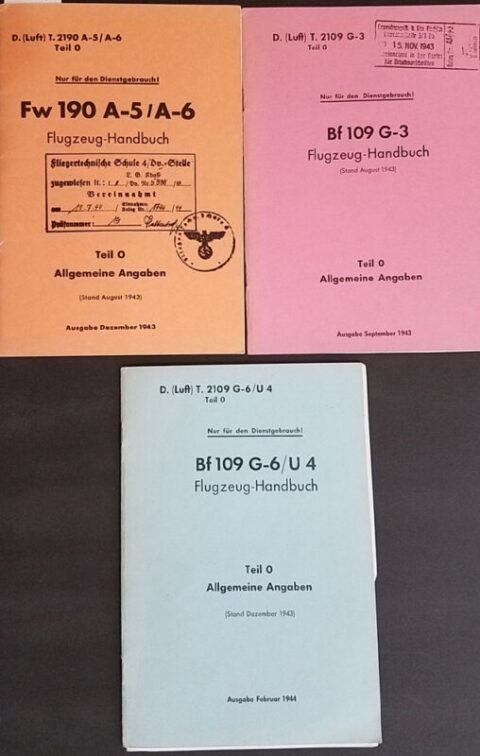 D. (Luft) T. 2190 A-5/A-6
Teil 0
Nur für den Dienstgebrauch!
Fw 190 A-5/A-6
Flugzeug-Handbuch
Fliegertechnische Schule 4/Dv.-Stelle
zugewiesen lt.:
Vereinnahmt
am
Prüfnummer:
Teil 0
Allgemeine Angaben
(Stand August 1943)
Ausgabe Dezember 1943
D. (Luft) T. 2109 G-3
Teil 0
15. NOV. 1943
Nur für den Dienstgebrauch!
Bf 109 G-3
Flugzeug-Handbuch
(Stand August 1943)
Teil 0
Allgemeine Angaben
Ausgabe September 1943
D. (Luft) T. 2109 G-6/U 4
Teil 0
Nur für den Dienstgebrauch!
Bf 109 G-6/U 4
Flugzeug-Handbuch
Teil 0
Allgemeine Angaben
(Stand Dezember 1943)
Ausgabe Februar 1944